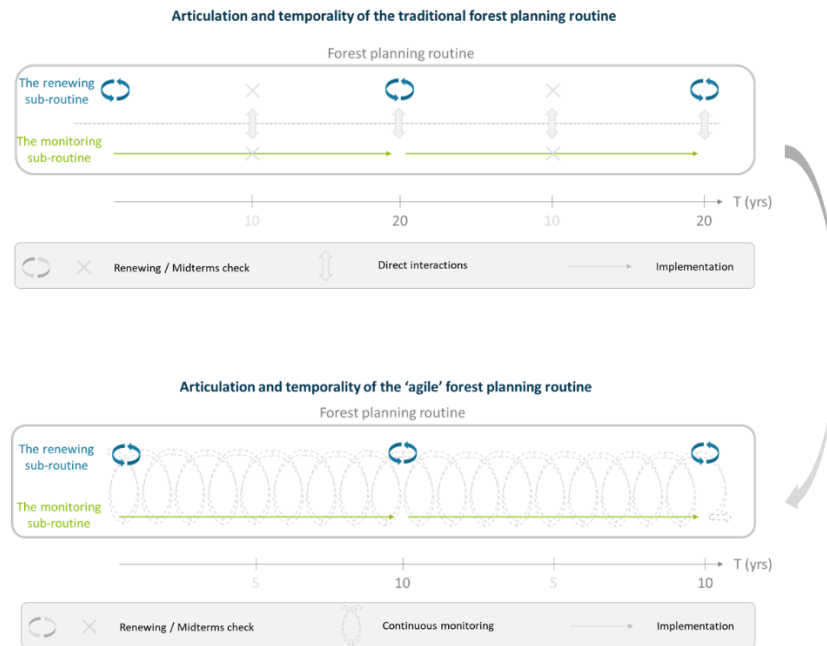 Articulation and temporality of the traditional forest planning routine
Forest planning routine
The renewing
sub-routine
The monitoring
sub-routine
10
20
10
20
T (yrs)
Renewing / Midterms check
Direct interactions
Implementation
Articulation and temporality of the 'agile' forest planning routine
Forest planning routine
The renewing
sub-routine
The monitoring
sub-routine
5
10
5
10
T (yrs)
Renewing / Midterms check
Continuous monitoring
Implementation